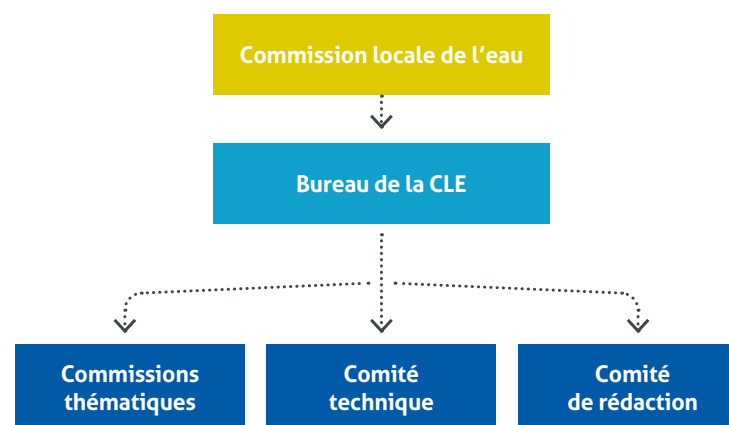 Commission locale de l’eau
Bureau de la CLE
Commissions
thématiques
Comité
technique
Comité
de rédaction